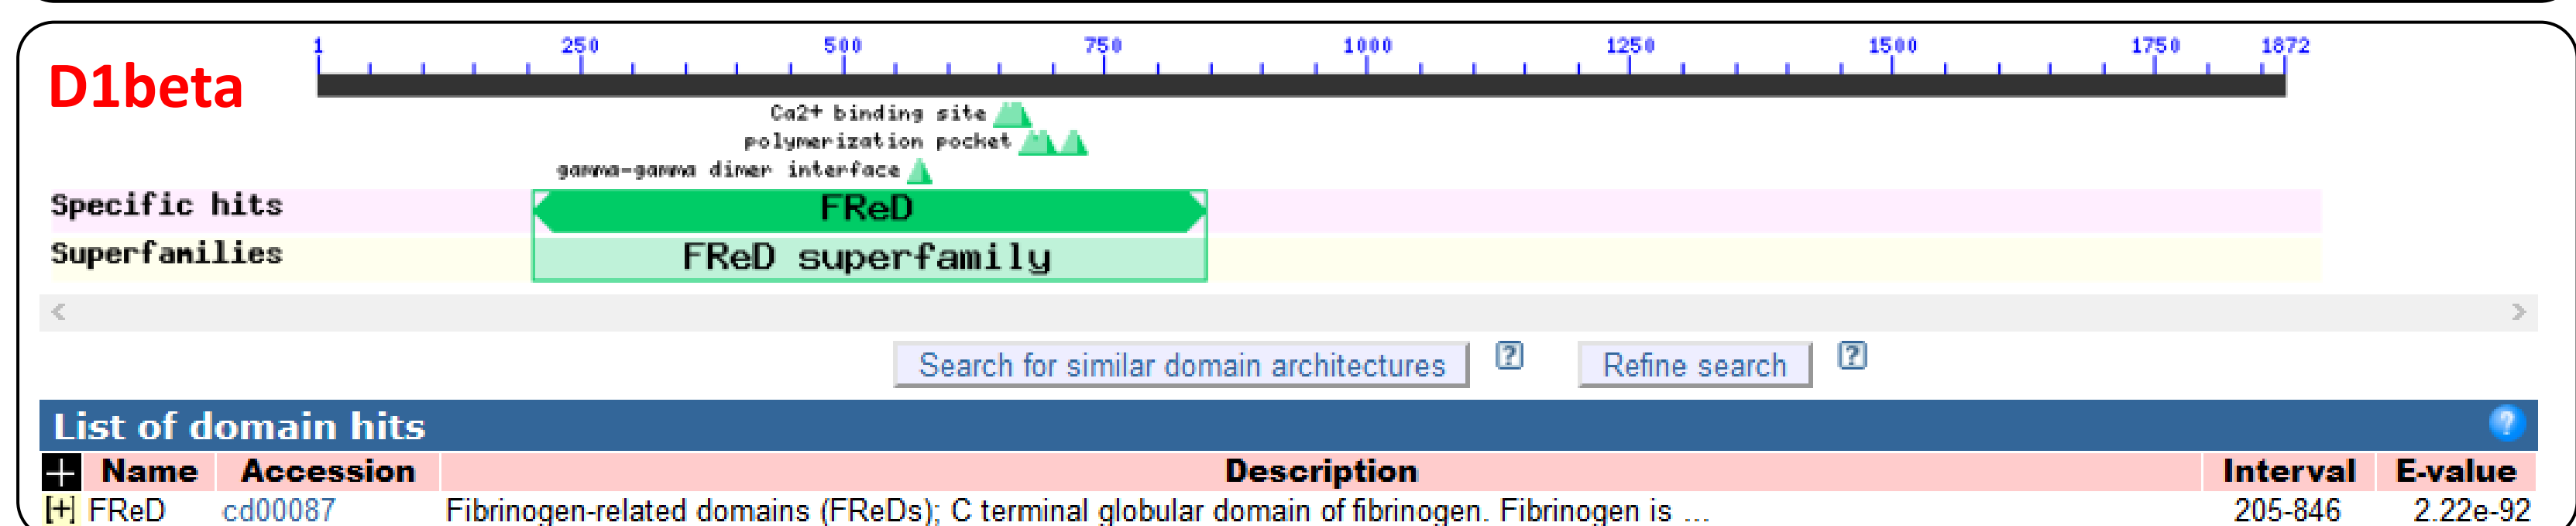 D1beta
1 250 500 750 1000 1250 1500 1750 1872
Ca2+ binding site
polymerization pocket
gamma-gamma dimer interface
Specific hits FReD
Superfamilies FReD superfamily
Search for similar domain architectures ? Refine search ?
List of domain hits ?
+ Name Accession Description Interval E-value
[+] FReD cd00087 Fibrinogen-related domains (FReDs); C terminal globular domain of fibrinogen. Fibrinogen is ... 205-846 2.22e-92